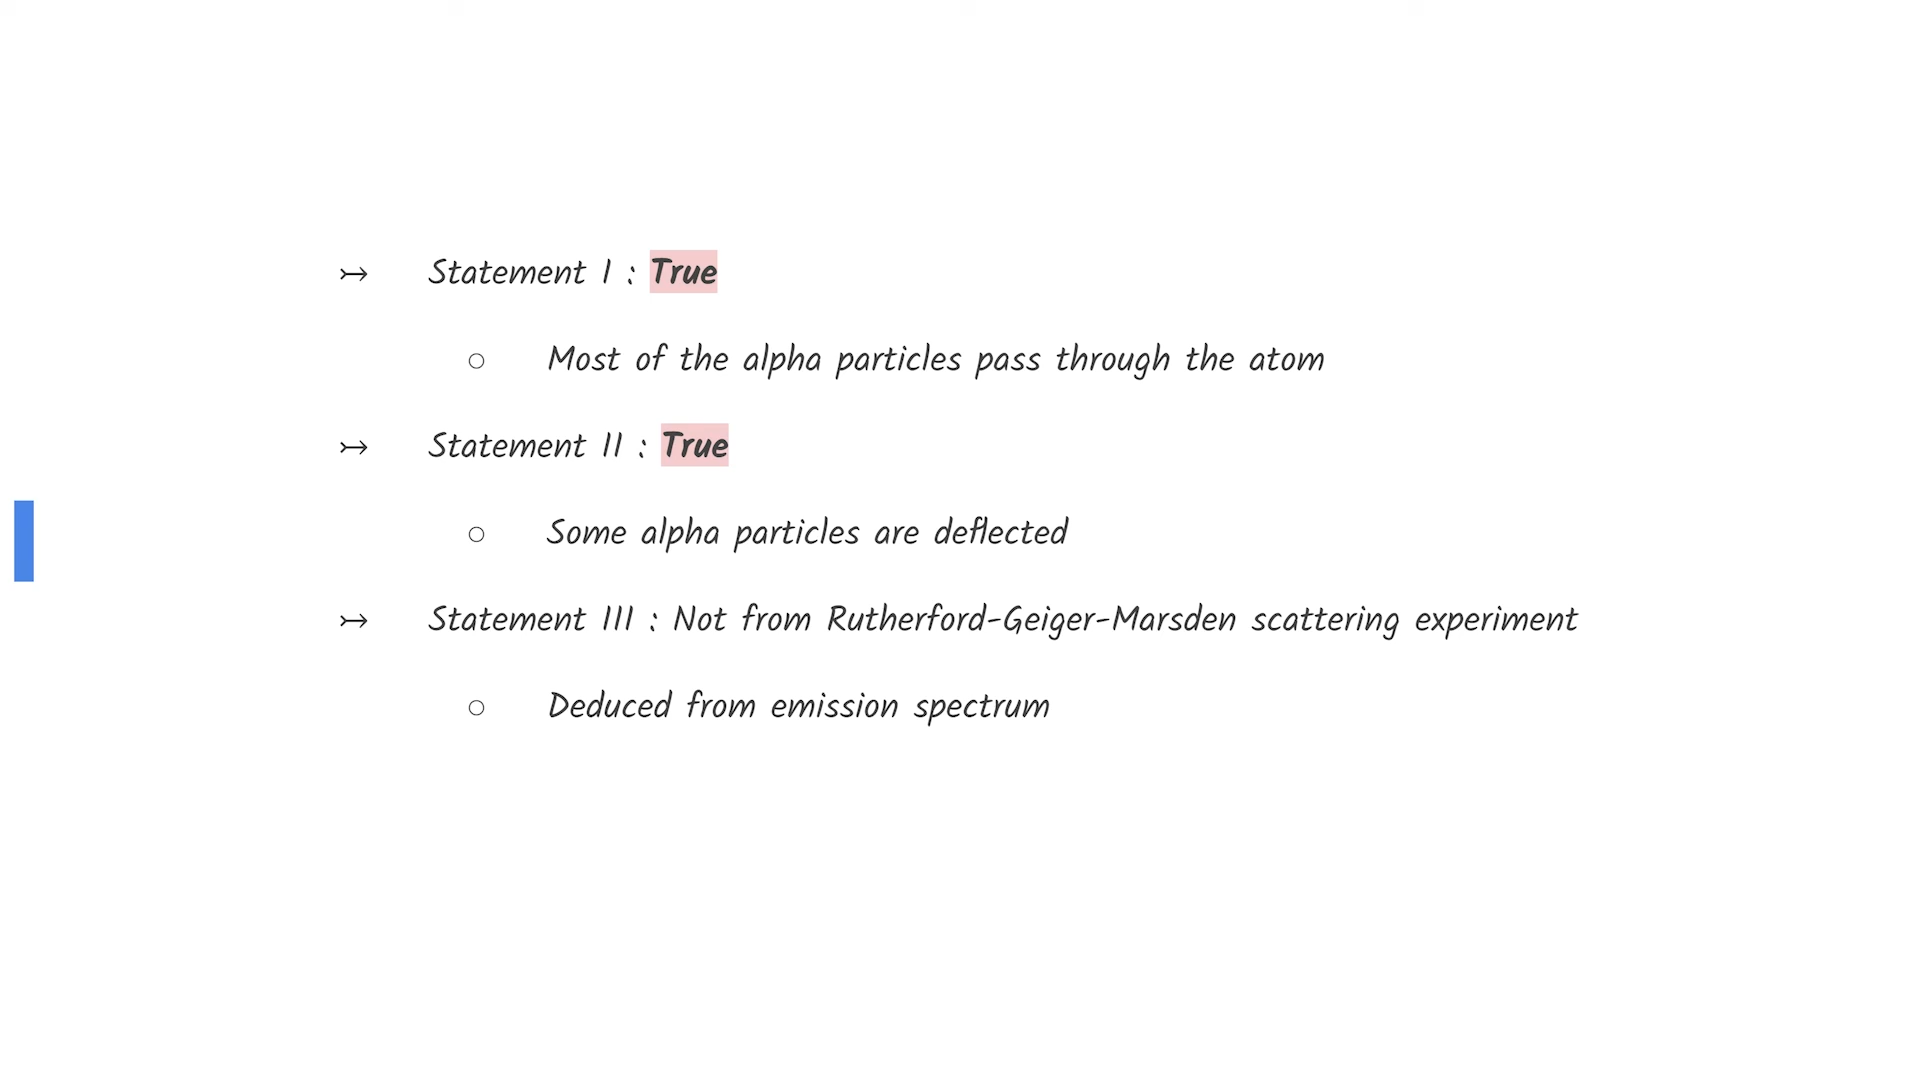 ↣ Statement I : True
○ Most of the alpha particles pass through the atom
↣ Statement II : True
○ Some alpha particles are deflected
↣ Statement III : Not from Rutherford-Geiger-Marsden scattering experiment
○ Deduced from emission spectrum